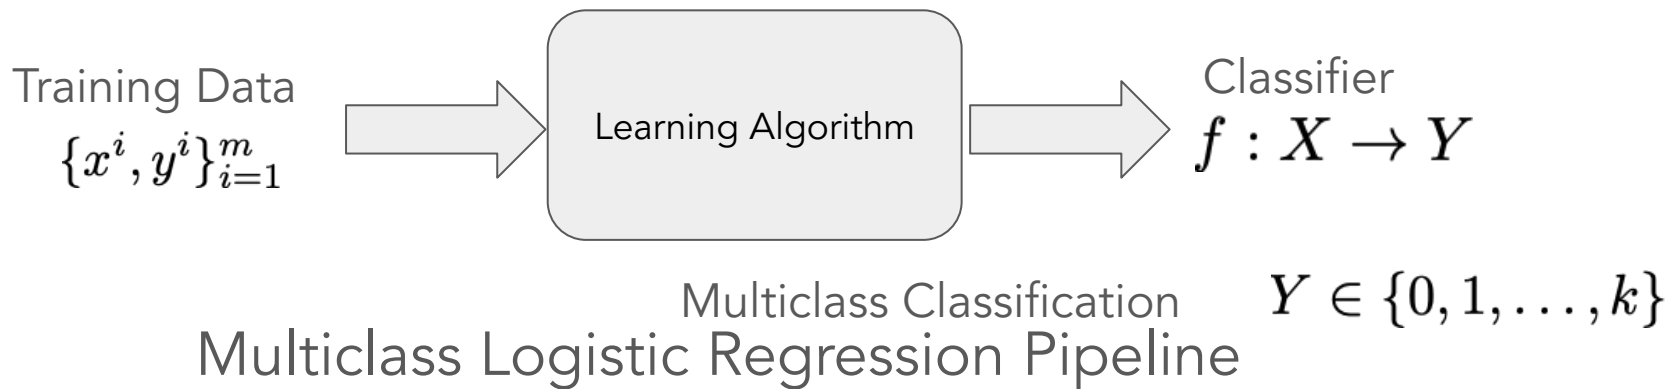 Training Data
{x^i, y^i}_{i=1}^m
Learning Algorithm
Classifier
f : X → Y
Multiclass Classification
Y ∈ {0, 1, . . . , k}
Multiclass Logistic Regression Pipeline